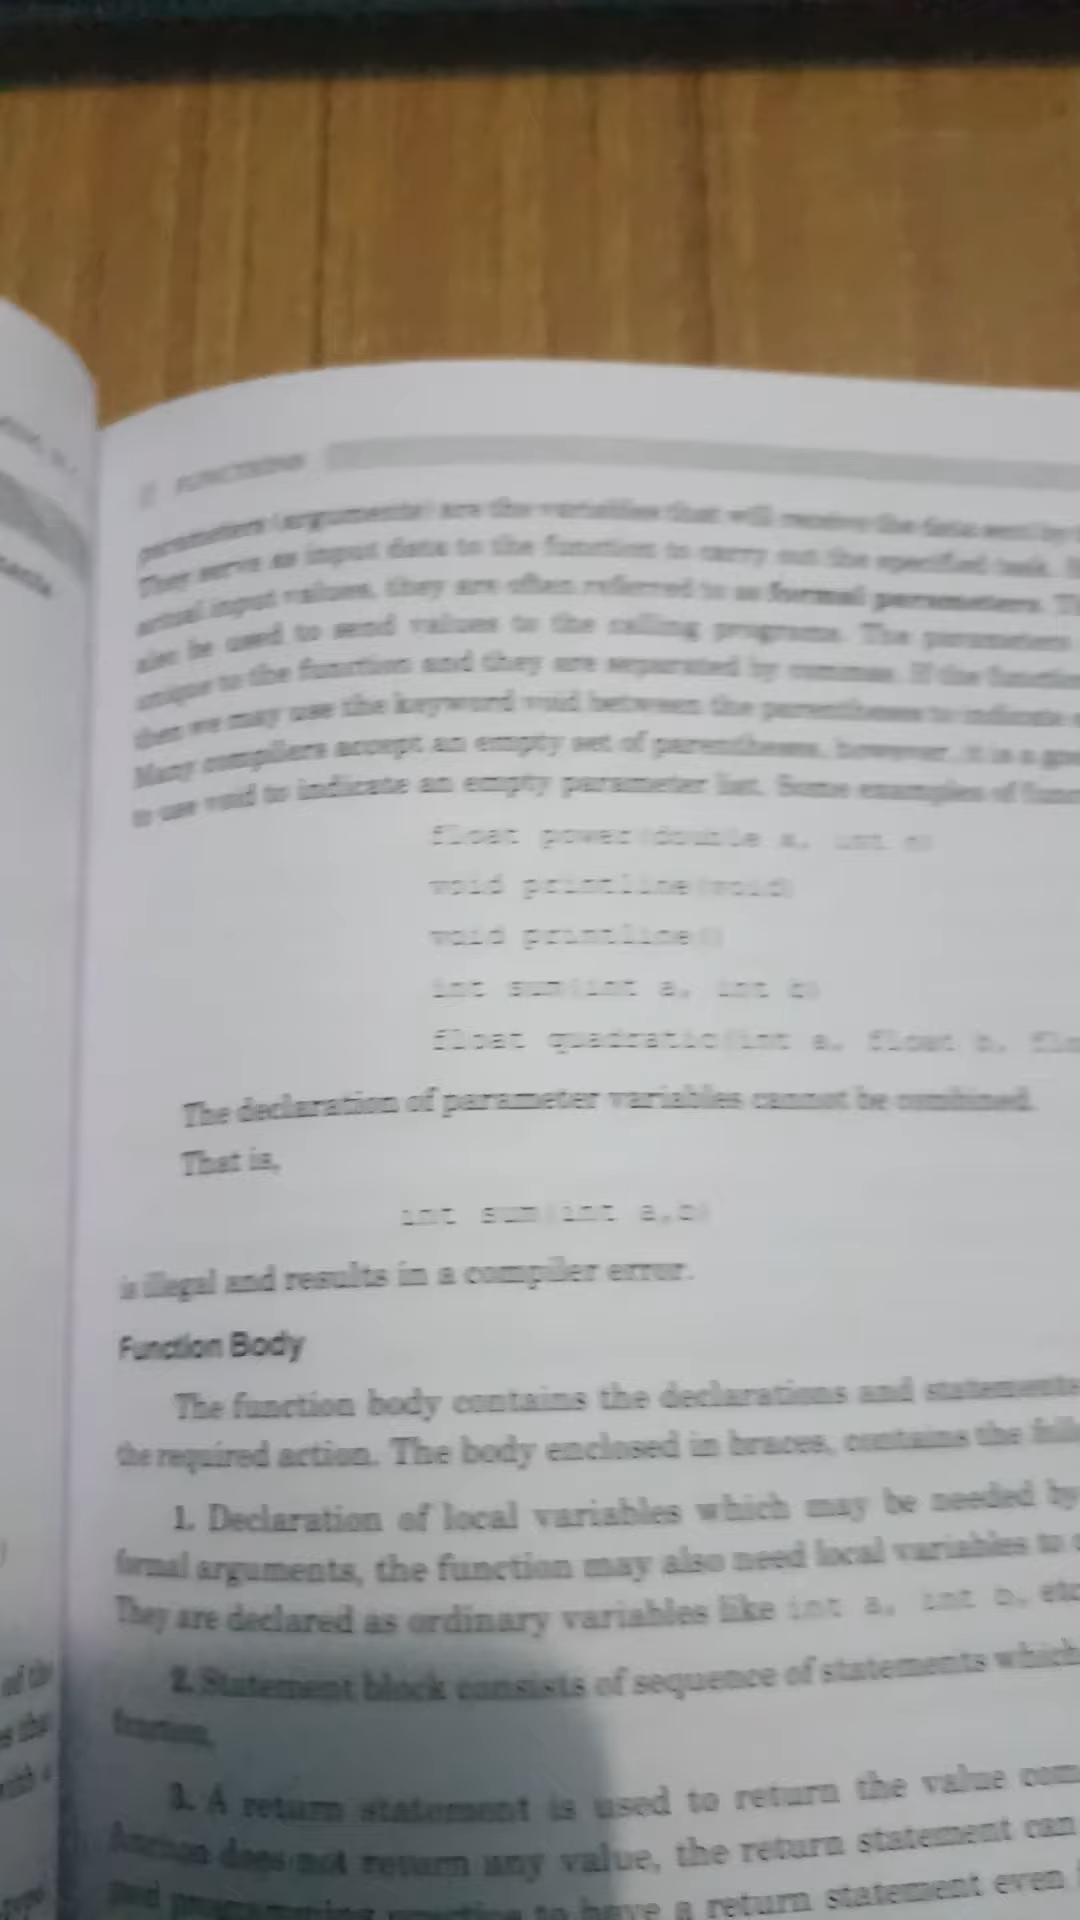 FUNCTIONS
parameters (arguments) are the variables that will receive the data sent by
They serve as input data to the function to carry out the specified task.
actual input values, they are often referred to as formal parameters.
also be used to send values to the calling programs. The parameters
unique to the function and they are separated by commas. If the function
then we may use the keyword void between the parentheses to indicate
Many compilers accept an empty set of parentheses, however, it is a
to use void to indicate an empty parameter list. Some examples of
float power(double a, int n)
void printline(void)
void printline()
int sum(int a, int b)
float quadratic(int a, float b, flo
The declaration of parameter variables cannot be combined.
That is,
int sum(int a,b)
is illegal and results in a compiler error.
Function Body
The function body contains the declarations and statements
the required action. The body enclosed in braces, contains the
1. Declaration of local variables which may be needed by
formal arguments, the function may also need local variables to
They are declared as ordinary variables like int a, int b, etc
2. Statement block consists of sequence of statements which
function.
3. A return statement is used to return the value com
function does not return any value, the return statement can
good programming practice to have a return statement even